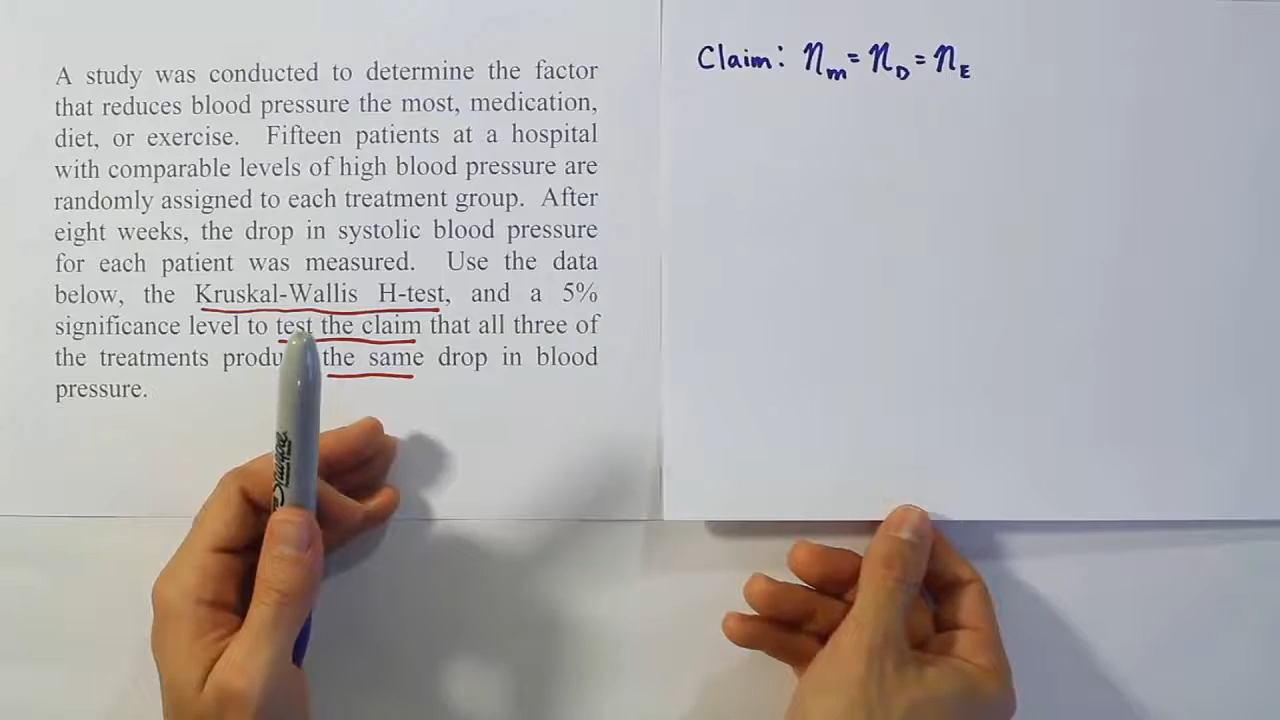 A study was conducted to determine the factor
that reduces blood pressure the most, medication,
diet, or exercise. Fifteen patients at a hospital
with comparable levels of high blood pressure are
randomly assigned to each treatment group. After
eight weeks, the drop in systolic blood pressure
for each patient was measured. Use the data
below, the Kruskal-Wallis H-test, and a 5%
significance level to test the claim that all three of
the treatments produ the same drop in blood
pressure.
Claim: η_m = η_D = η_E
Sharpie